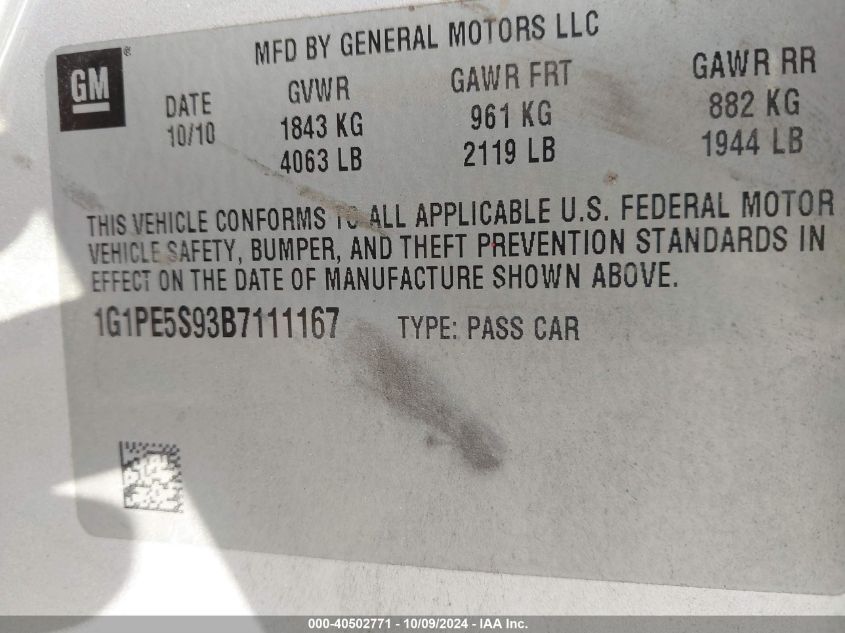 MFD BY GENERAL MOTORS LLC
GM ®
DATE GVWR GAWR FRT GAWR RR
10/10 1843 KG 961 KG 882 KG
4063 LB 2119 LB 1944 LB
THIS VEHICLE CONFORMS TO ALL APPLICABLE U.S. FEDERAL MOTOR
VEHICLE SAFETY, BUMPER, AND THEFT PREVENTION STANDARDS IN
EFFECT ON THE DATE OF MANUFACTURE SHOWN ABOVE.
1G1PE5S93B7111167 TYPE: PASS CAR
000-40502771 - 10/09/2024 - IAA Inc.